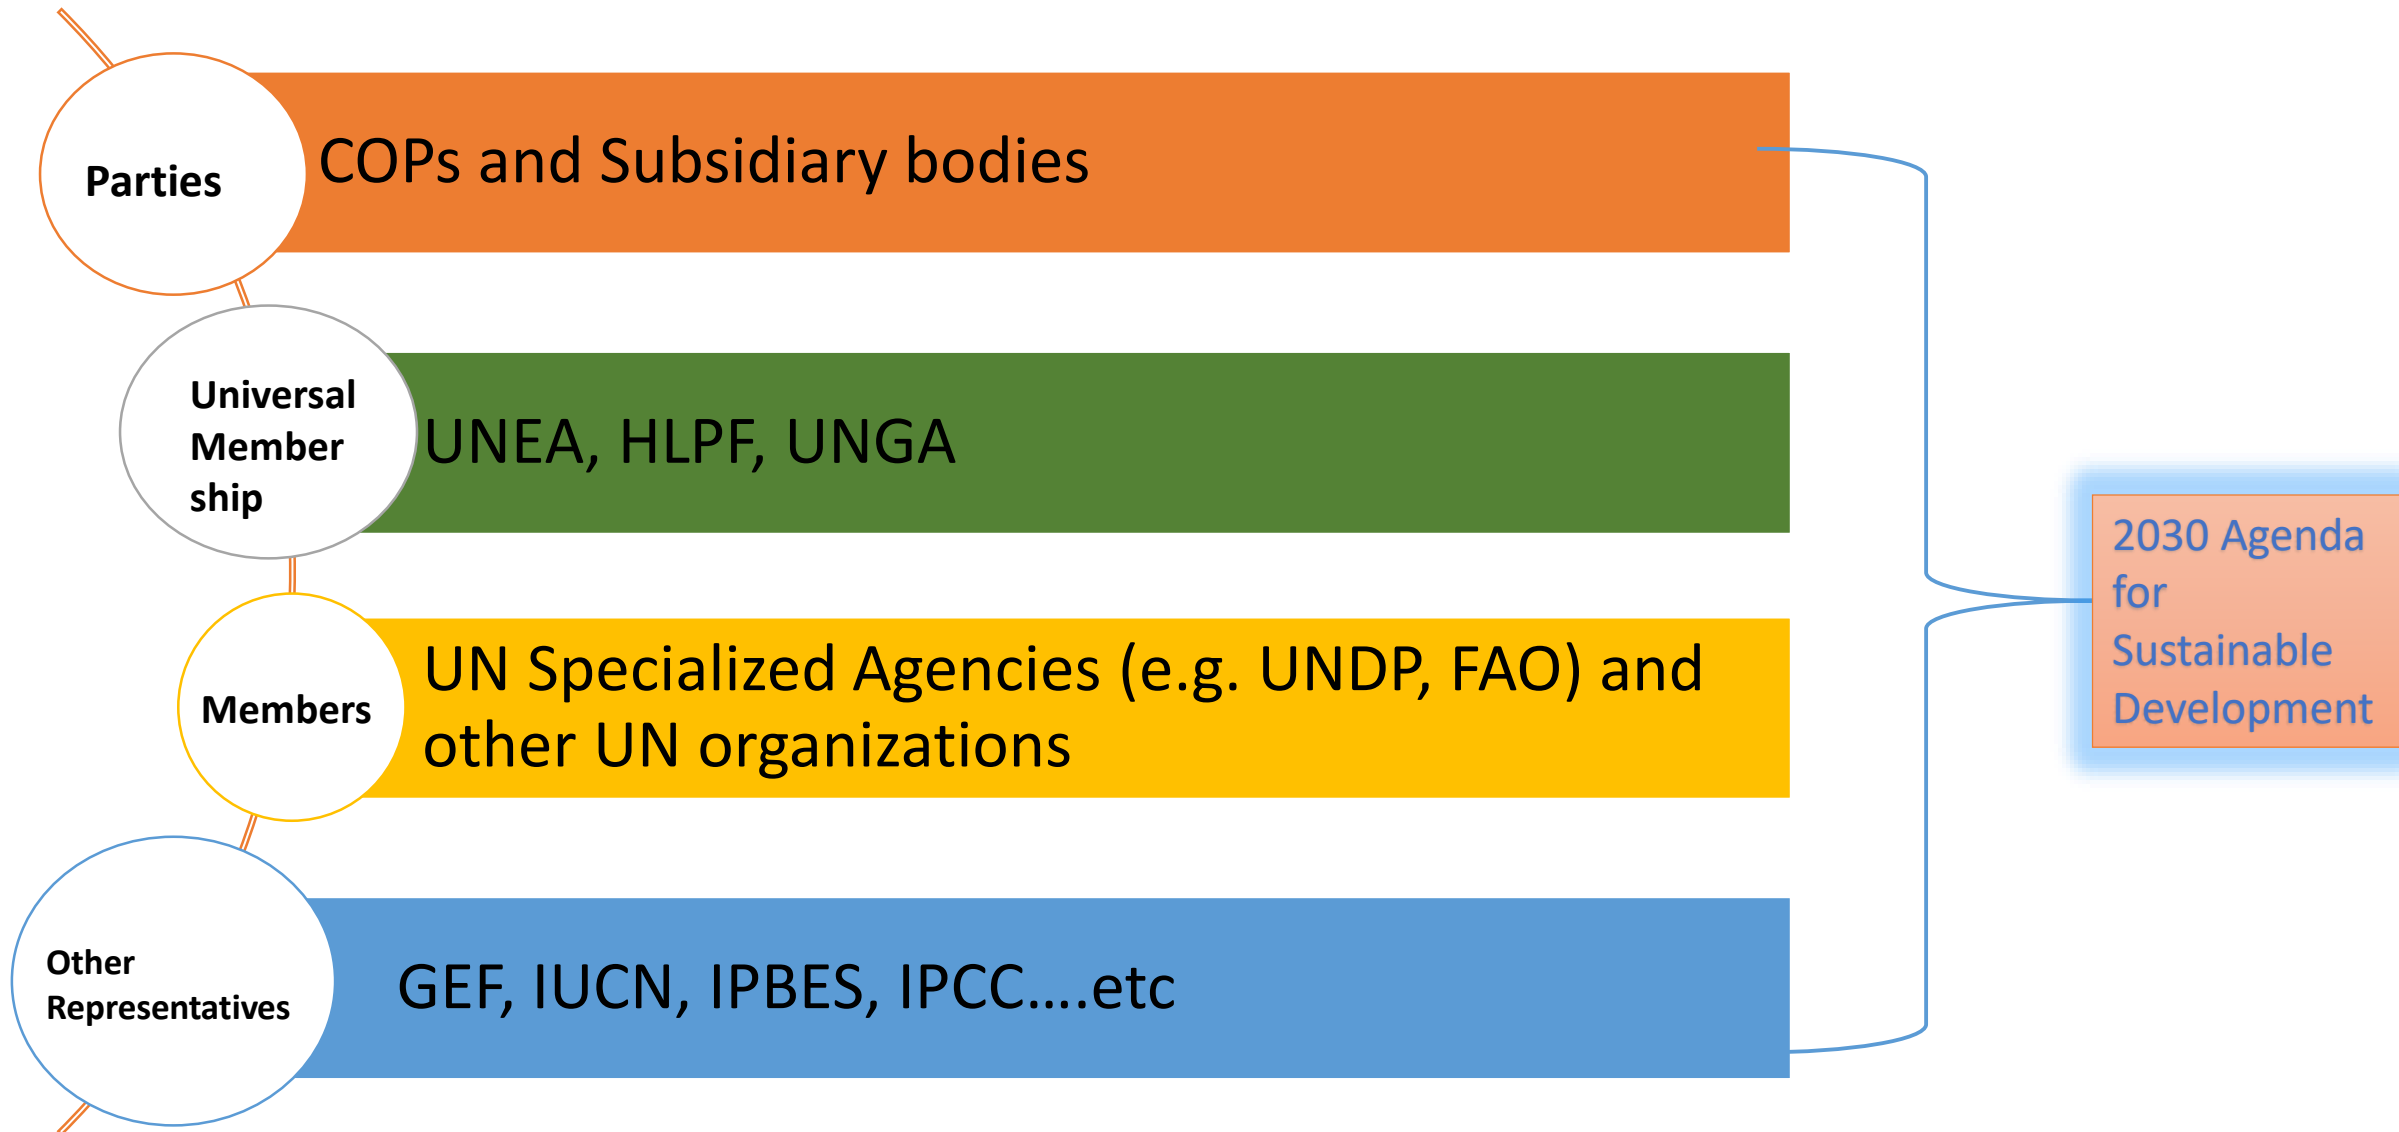 Parties
COPs and Subsidiary bodies
Universal
Member
ship
UNEA, HLPF, UNGA
Members
UN Specialized Agencies (e.g. UNDP, FAO) and
other UN organizations
Other
Representatives
GEF, IUCN, IPBES, IPCC....etc
2030 Agenda
for
Sustainable
Development